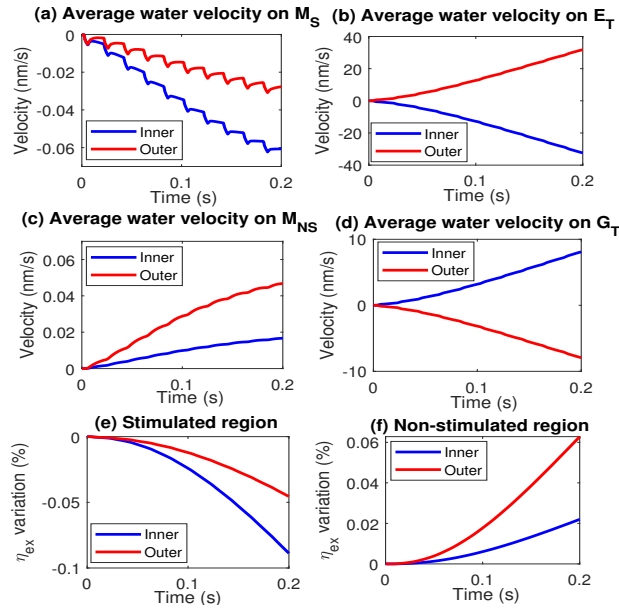 (a) Average water velocity on M_S
(b) Average water velocity on E_T
Velocity (nm/s)
0
-0.02
-0.04
-0.06
Inner
Outer
0 0.1 0.2
Time (s)
Velocity (nm/s)
40
20
0
-20
-40
Inner
Outer
0 0.1 0.2
Time (s)
(c) Average water velocity on M_NS
(d) Average water velocity on G_T
Velocity (nm/s)
0.06
0.04
0.02
0
Inner
Outer
0 0.1 0.2
Time (s)
Velocity (nm/s)
10
0
-10
Inner
Outer
0 0.1 0.2
Time (s)
(e) Stimulated region
(f) Non-stimulated region
η_ex variation (%)
0
-0.05
-0.1
Inner
Outer
0 0.1 0.2
Time (s)
η_ex variation (%)
0.06
0.04
0.02
0
Inner
Outer
0 0.1 0.2
Time (s)